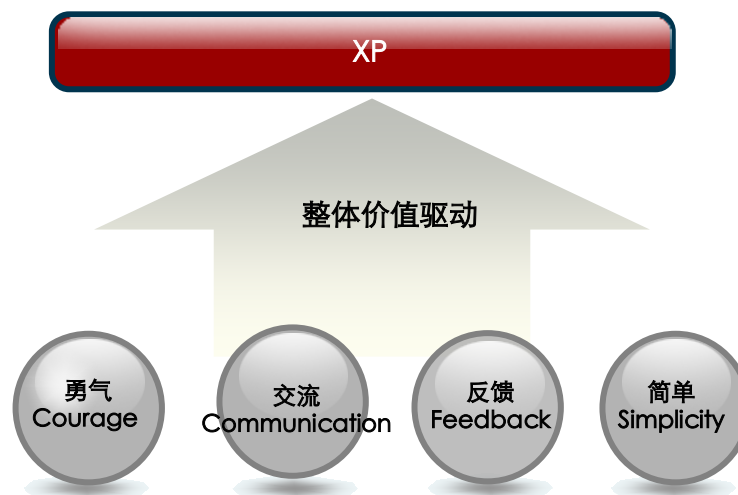 XP
整体价值驱动
勇气
Courage
交流
Communication
反馈
Feedback
简单
Simplicity